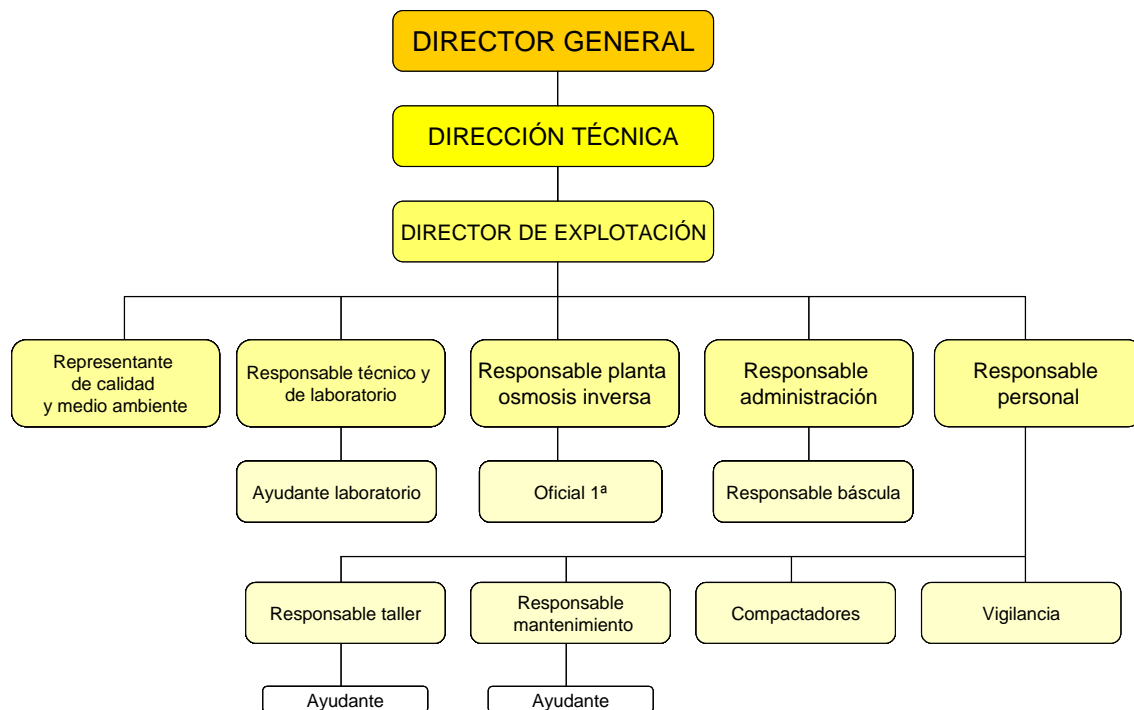 DIRECTOR GENERAL
DIRECCIÓN TÉCNICA
DIRECTOR DE EXPLOTACIÓN
Representante
de calidad
y medio ambiente
Responsable técnico y
de laboratorio
Responsable planta
osmosis inversa
Responsable
administración
Responsable
personal
Ayudante laboratorio
Oficial 1ª
Responsable báscula
Responsable taller
Responsable
mantenimiento
Compactadores
Vigilancia
Ayudante
Ayudante